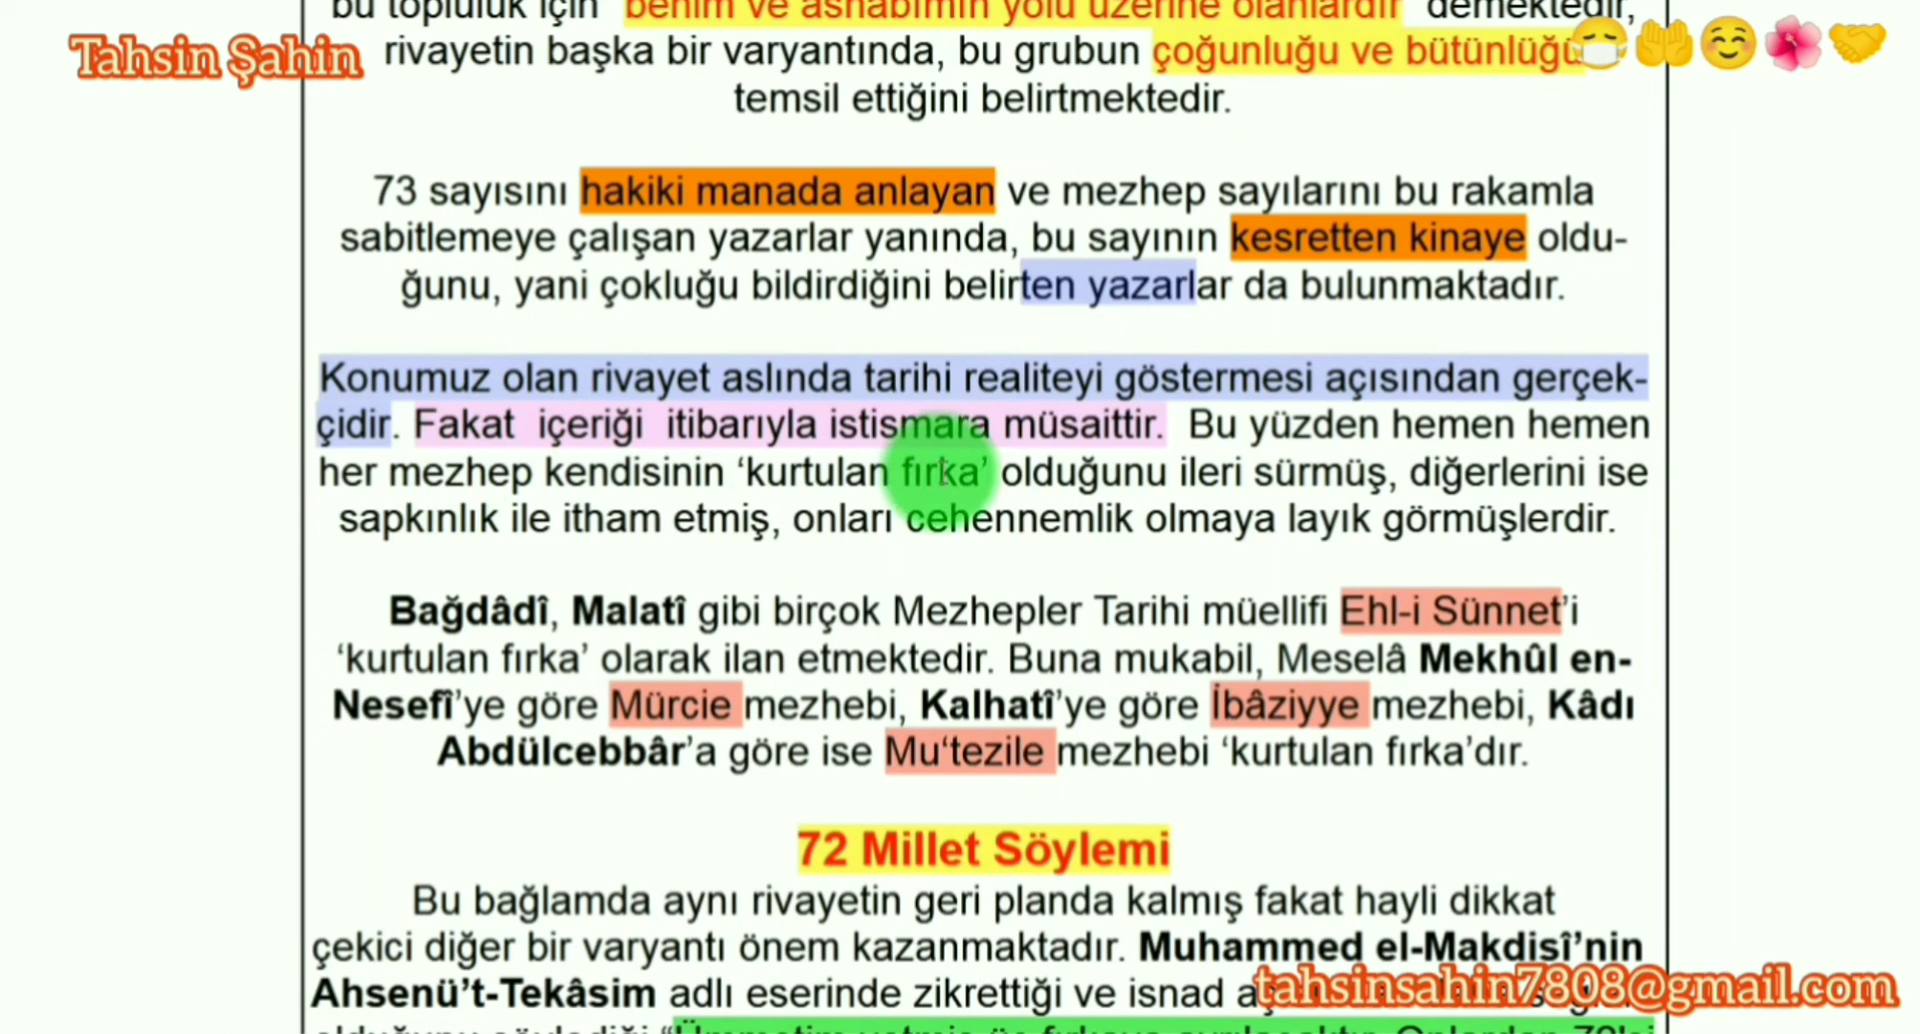 bu topluluk için "benim ve ashabımın yolu üzerine olanlardır" demektedir,
Tahsin Şahin
rivayetin başka bir varyantında, bu grubun çoğunluğu ve bütünlüğü
temsil ettiğini belirtmektedir.
73 sayısını hakiki manada anlayan ve mezhep sayılarını bu rakamla
sabitlemeye çalışan yazarlar yanında, bu sayının kesretten kinaye oldu-
ğunu, yani çokluğu bildirdiğini belirten yazarlar da bulunmaktadır.
Konumuz olan rivayet aslında tarihi realiteyi göstermesi açısından gerçek-
çidir. Fakat içeriği itibarıyla istismara müsaittir. Bu yüzden hemen hemen
her mezhep kendisinin ‘kurtulan fırka’ olduğunu ileri sürmüş, diğerlerini ise
sapkınlık ile itham etmiş, onları cehennemlik olmaya layık görmüşlerdir.
Bağdâdî, Malatî gibi birçok Mezhepler Tarihi müellifi Ehl-i Sünnet’i
‘kurtulan fırka’ olarak ilan etmektedir. Buna mukabil, Meselâ Mekhûl en-
Nesefî’ye göre Mürcie mezhebi, Kalhatî’ye göre İbâziyye mezhebi, Kâdı
Abdülcebbâr’a göre ise Mu‘tezile mezhebi ‘kurtulan fırka’dır.
72 Millet Söylemi
Bu bağlamda aynı rivayetin geri planda kalmış fakat hayli dikkat
çekici diğer bir varyantı önem kazanmaktadır. Muhammed el-Makdisî’nin
Ahsenü’t-Tekâsim adlı eserinde zikrettiği ve isnad
tahsinsahin7808@gmail.com